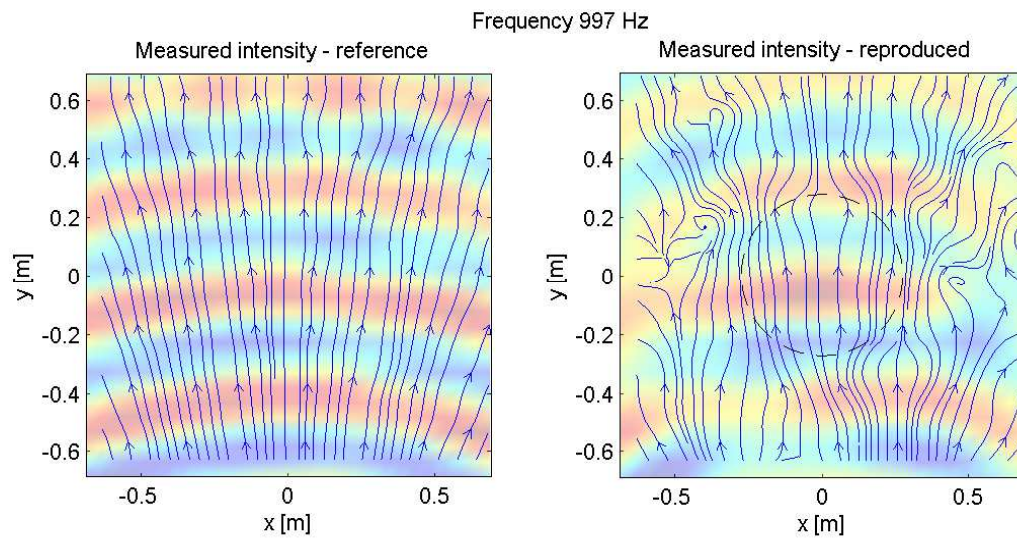 Frequency 997 Hz
Measured intensity - reference
Measured intensity - reproduced
0.6
0.4
0.2
0
-0.2
-0.4
-0.6
y [m]
-0.5
0
0.5
x [m]
0.6
0.4
0.2
0
-0.2
-0.4
-0.6
y [m]
-0.5
0
0.5
x [m]